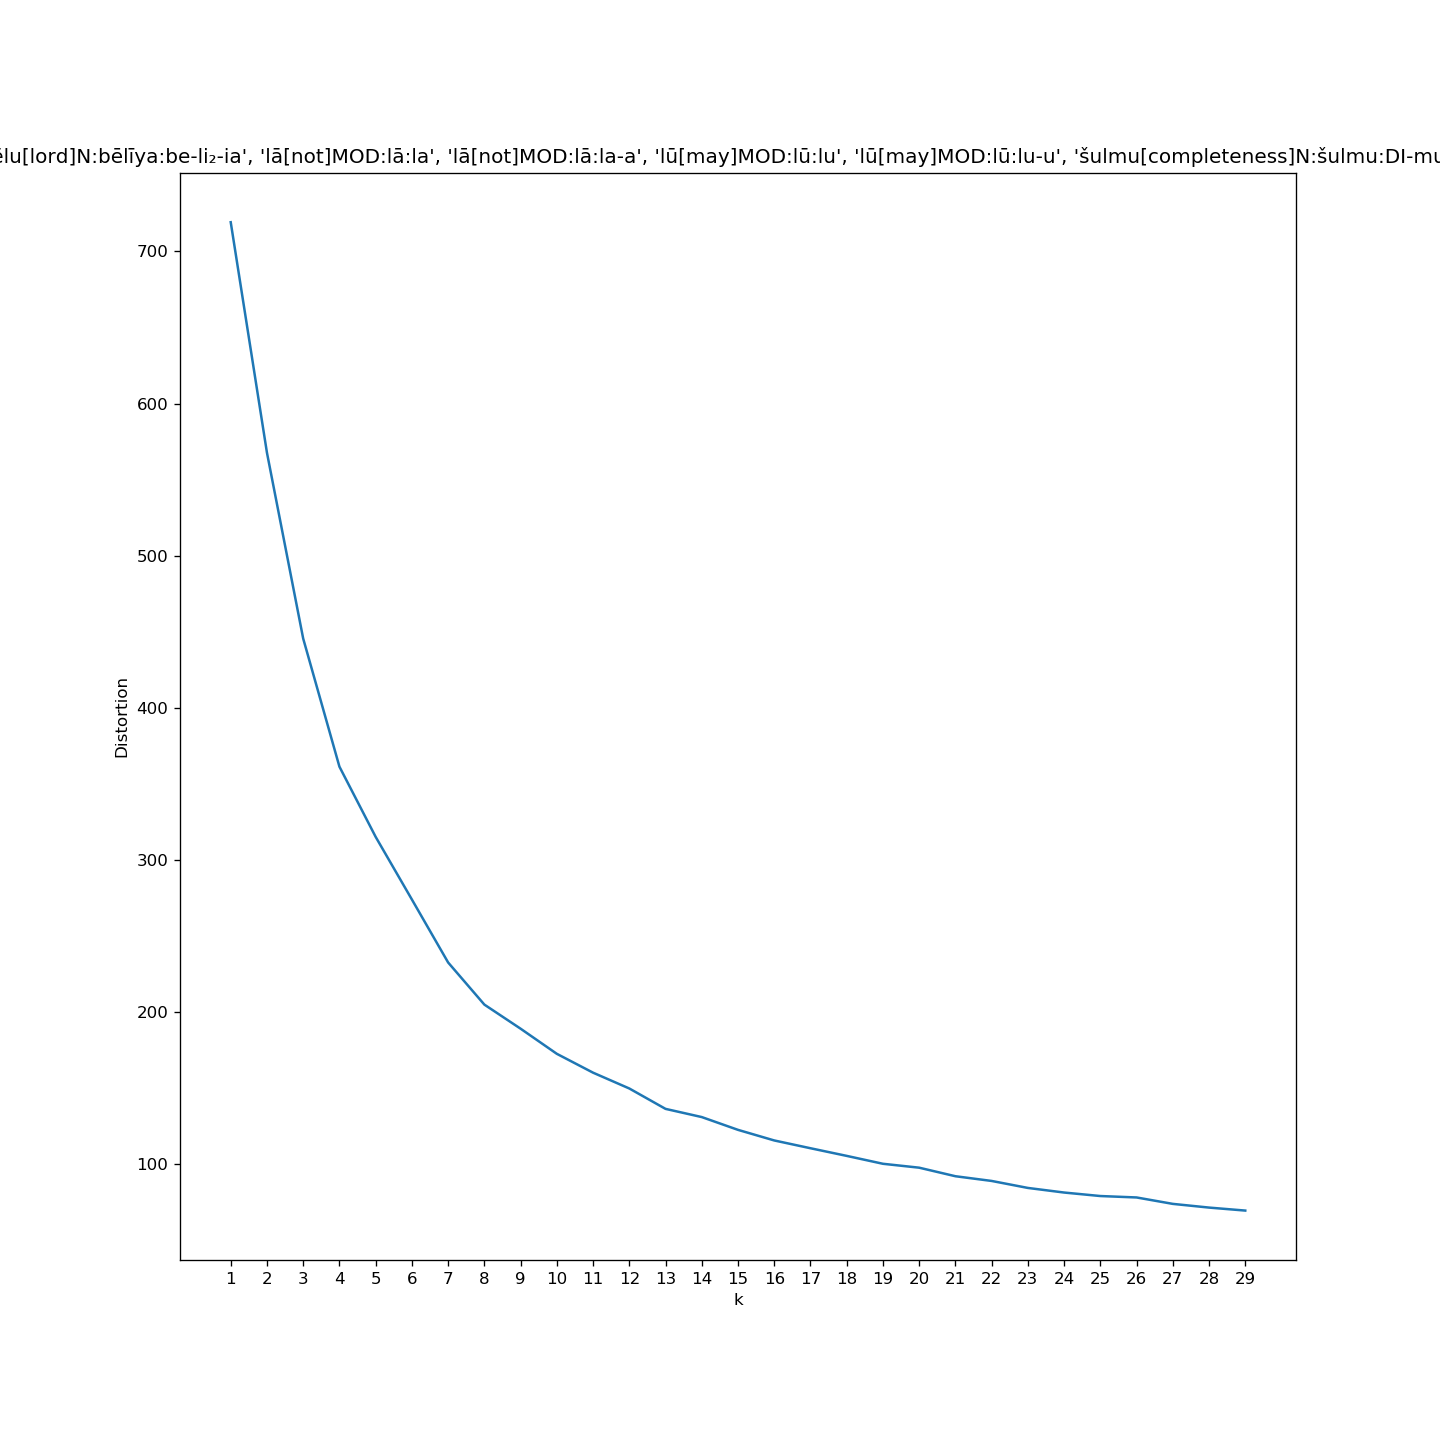 ēlu[lord]N:bēlīya:be-li₂-ia', 'lā[not]MOD:lā:la', 'lā[not]MOD:lā:la-a', 'lū[may]MOD:lū:lu', 'lū[may]MOD:lū:lu-u', 'šulmu[completeness]N:šulmu:DI-mu
700
600
500
400
300
200
100
Distortion
1 2 3 4 5 6 7 8 9 10 11 12 13 14 15 16 17 18 19 20 21 22 23 24 25 26 27 28 29
k